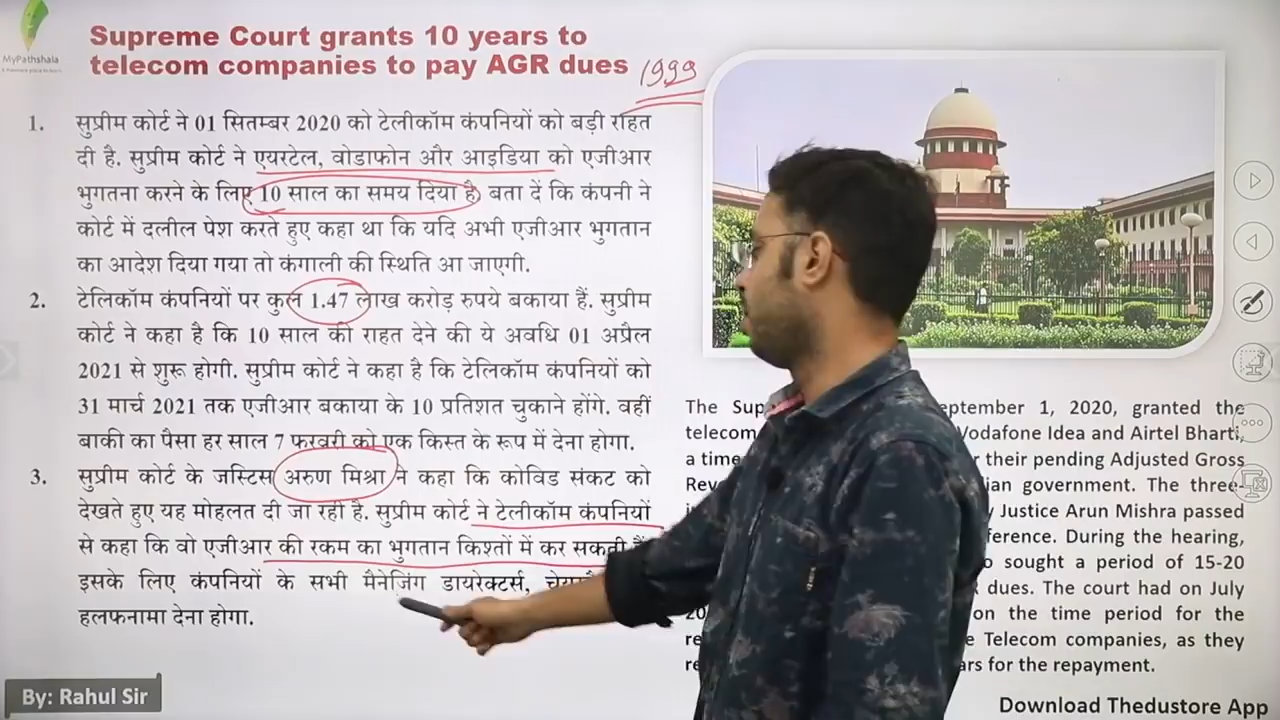 MyPathshala
Supreme Court grants 10 years to
telecom companies to pay AGR dues
1999
1. सुप्रीम कोर्ट ने 01 सितम्बर 2020 को टेलीकॉम कंपनियों को बड़ी राहत
दी है. सुप्रीम कोर्ट ने एयरटेल, वोडाफोन और आइडिया को एजीआर
भुगतना करने के लिए 10 साल का समय दिया है बता दें कि कंपनी ने
कोर्ट में दलील पेश करते हुए कहा था कि यदि अभी एजीआर भुगतान
का आदेश दिया गया तो कंगाली की स्थिति आ जाएगी.
2. टेलिकॉम कंपनियों पर कुल 1.47 लाख करोड़ रुपये बकाया हैं. सुप्रीम
कोर्ट ने कहा है कि 10 साल की राहत देने की ये अवधि 01 अप्रैल
2021 से शुरू होगी. सुप्रीम कोर्ट ने कहा है कि टेलिकॉम कंपनियों को
31 मार्च 2021 तक एजीआर बकाया के 10 प्रतिशत चुकाने होंगे. वहीं
बाकी का पैसा हर साल 7 फरवरी को एक किस्त के रूप में देना होगा.
3. सुप्रीम कोर्ट के जस्टिस अरुण मिश्रा ने कहा कि कोविड संकट को
देखते हुए यह मोहलत दी जा रही है. सुप्रीम कोर्ट ने टेलीकॉम कंपनियों
से कहा कि वो एजीआर की रकम का भुगतान किश्तों में कर सकती
इसके लिए कंपनियों के सभी मैनेजिंग डायरेक्टर्स,
हलफनामा देना होगा.
The Sup eptember 1, 2020, granted the
telecom Vodafone Idea and Airtel Bharti,
a time their pending Adjusted Gross
Reve ian government. The three-
Justice Arun Mishra passed
ference. During the hearing,
sought a period of 15-20
dues. The court had on July
20 on the time period for the
re Telecom companies, as they
re ars for the repayment.
By: Rahul Sir
Download Thedustore App